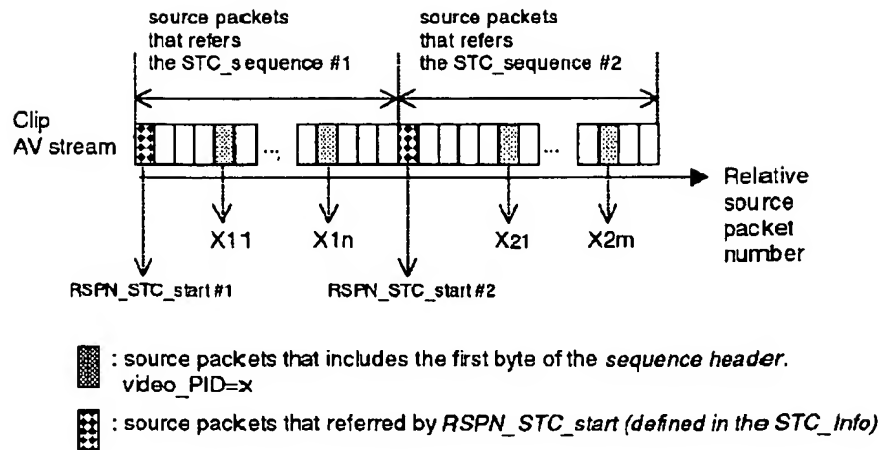 source packets
that refers
the STC_sequence #1
source packets
that refers
the STC_sequence #2
Clip
AV stream
...
...
Relative
source
packet
number
X11
X1n
X21
X2m
RSPN_STC_start #1
RSPN_STC_start #2
: source packets that includes the first byte of the sequence header.
video_PID=x
: source packets that referred by RSPN_STC_start (defined in the STC_Info)